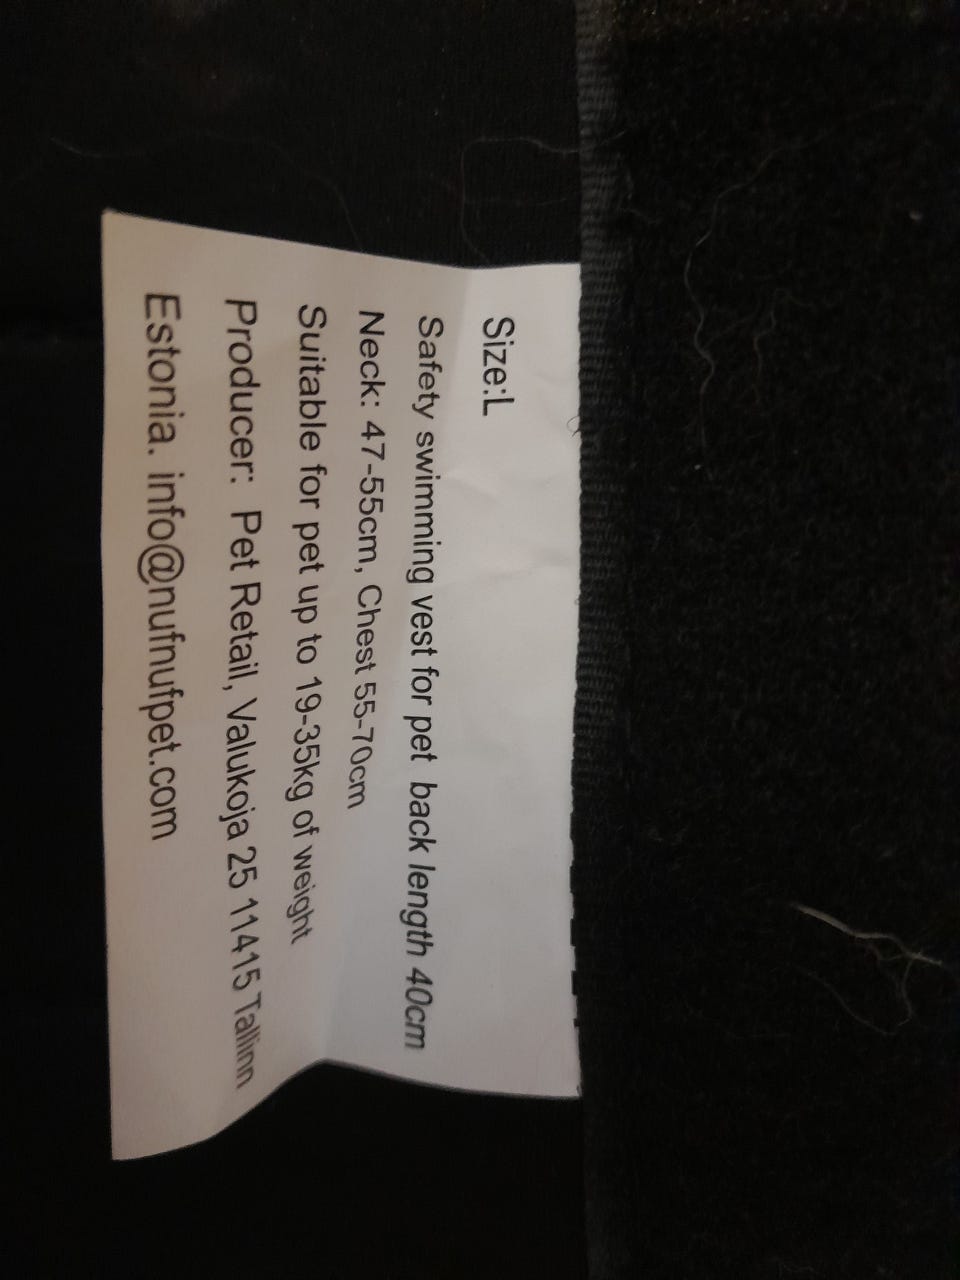 Size:L
Safety swimming vest for pet back length 40cm
Neck: 47-55cm, Chest 55-70cm
Suitable for pet up to 19-35kg of weight
Producer: Pet Retail, Valukoja 25 11415 Tallinn
Estonia. info@nufnufpet.com